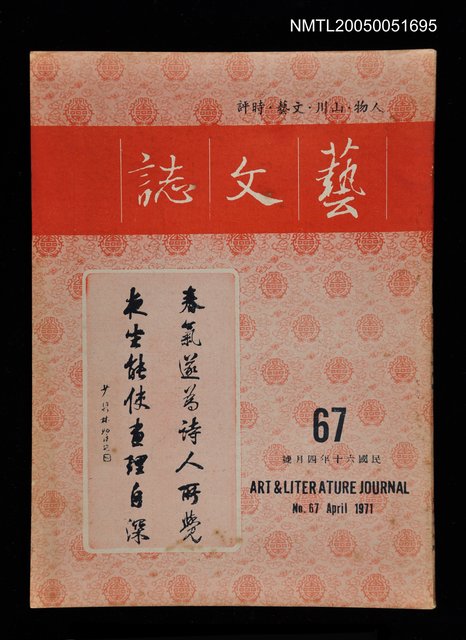 NMTL20050051695
人物·山川·文藝·時評
藝文誌
春氣遂為詩人所覺
夜坐能使畫理自深
67
民國六十年四月號
ART & LITERATURE JOURNAL
No. 67 April 1971